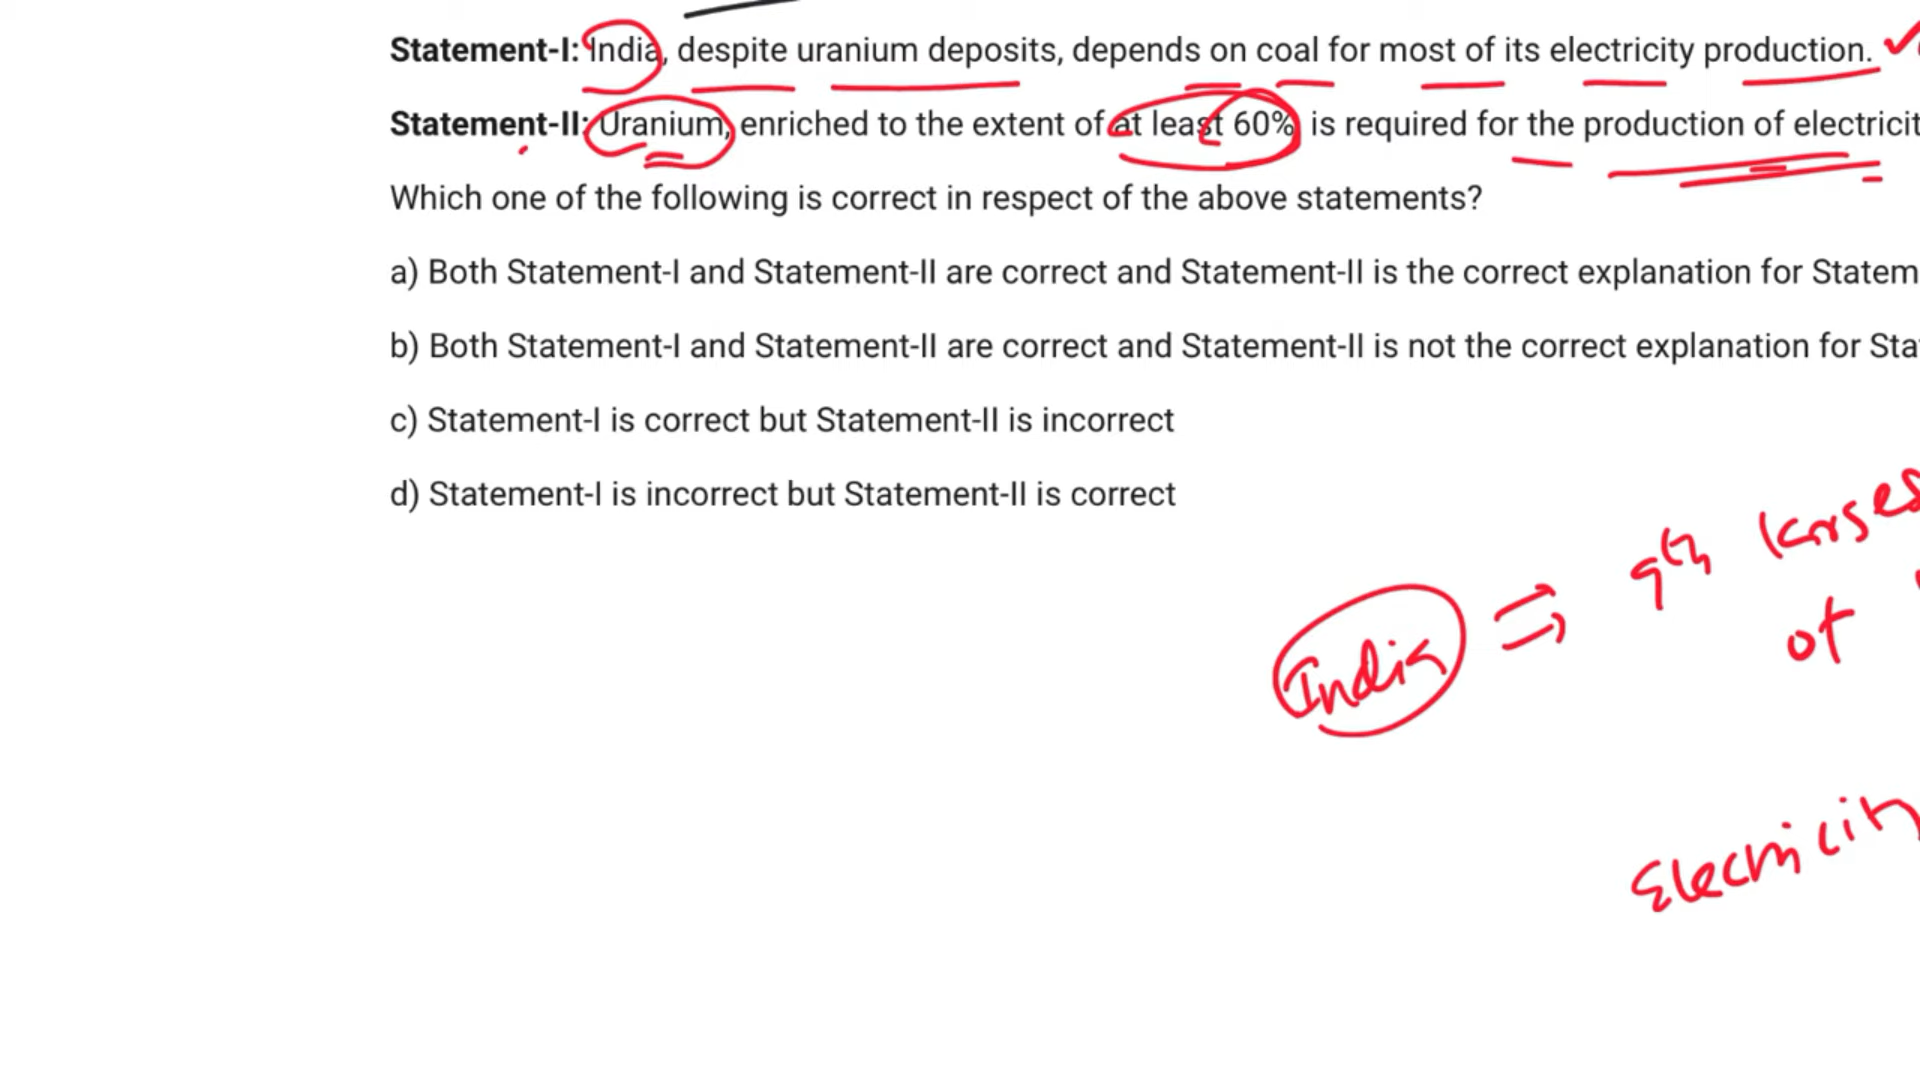 Statement-I: India, despite uranium deposits, depends on coal for most of its electricity production.
Statement-II: Uranium, enriched to the extent of at least 60% is required for the production of electricit
Which one of the following is correct in respect of the above statements?
a) Both Statement-I and Statement-II are correct and Statement-II is the correct explanation for Statem
b) Both Statement-I and Statement-II are correct and Statement-II is not the correct explanation for Sta
c) Statement-I is correct but Statement-II is incorrect
d) Statement-I is incorrect but Statement-II is correct
India ⇒ 9th
of
Electricity